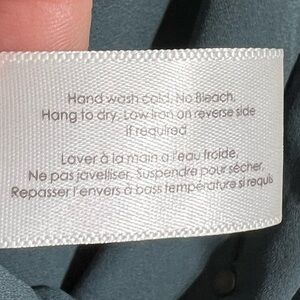 Hand wash cold. No Bleach.
Hang to dry. Low iron on reverse side
if required
Laver à la main a l'eau froide.
Ne pas javelliser. Suspendre pour sécher.
Repasser l'envers à bass température si requis